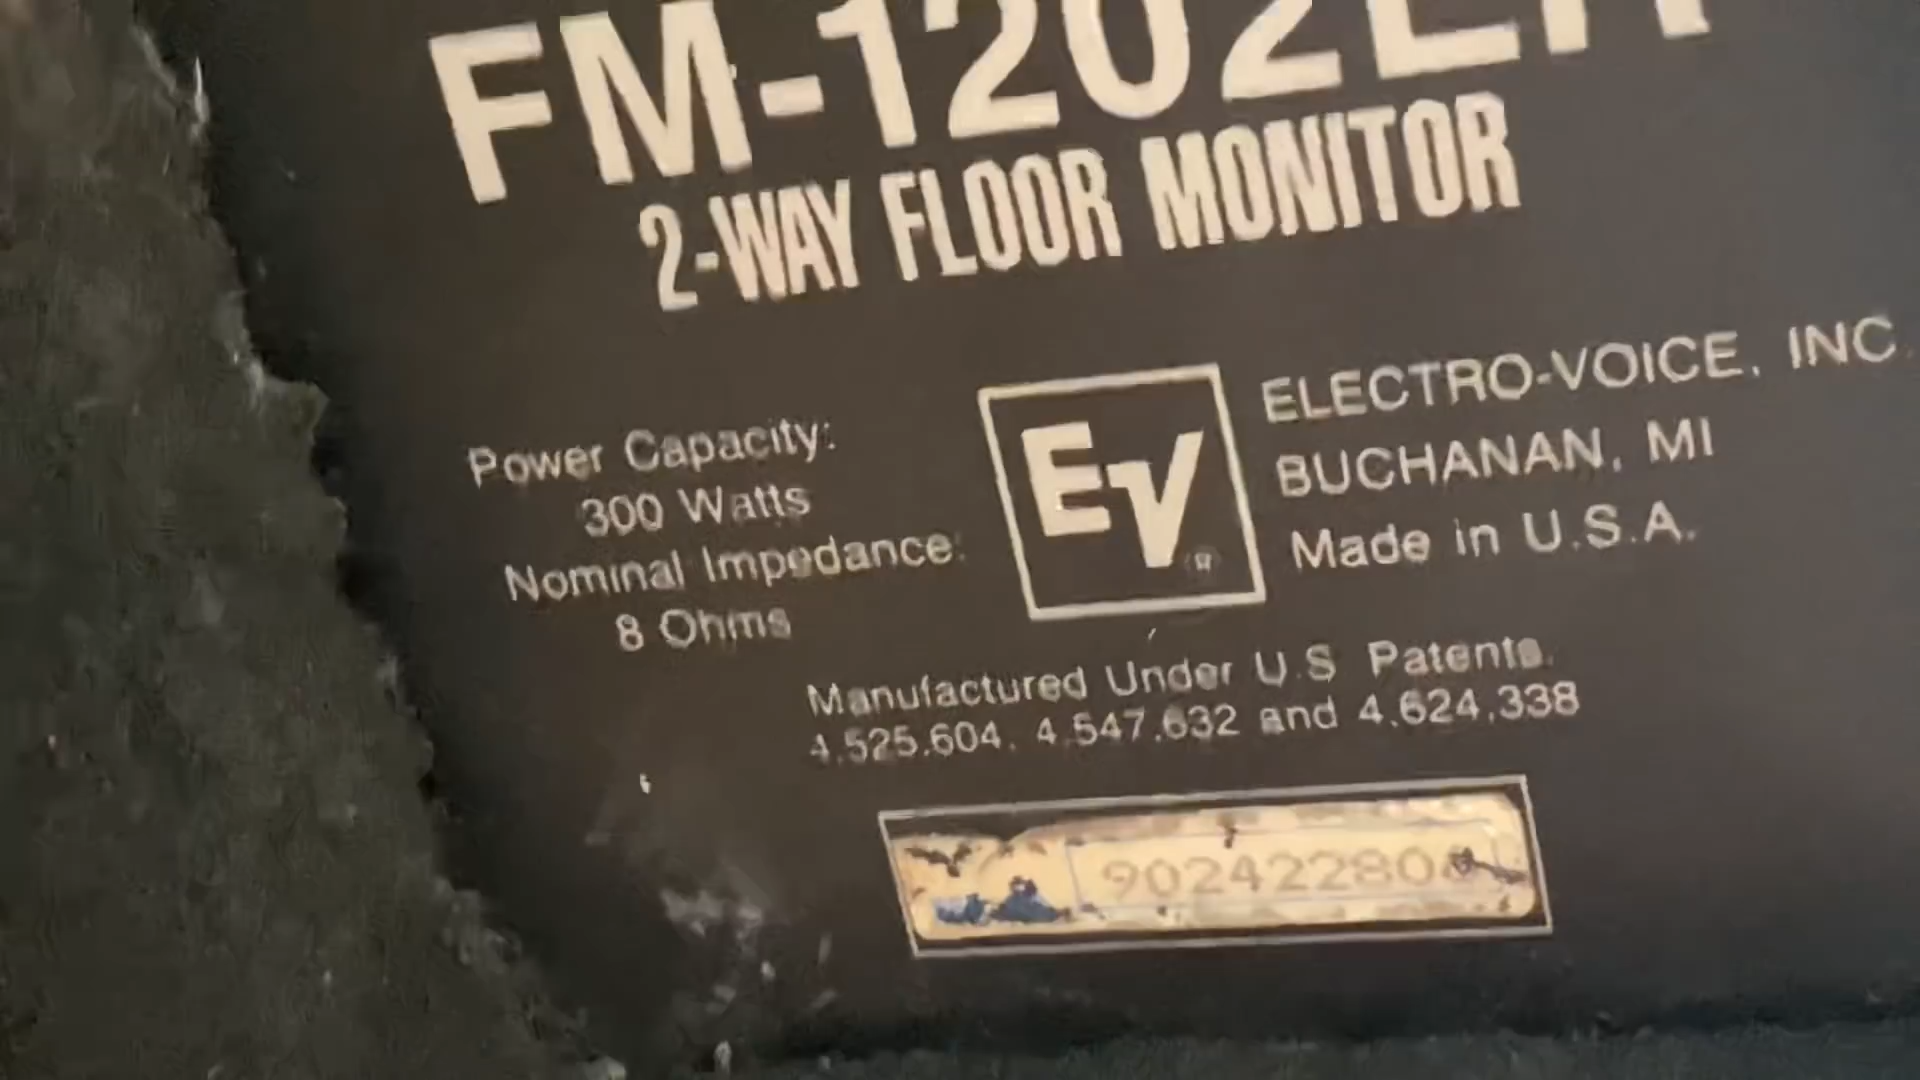 FM-1202ER
2-WAY FLOOR MONITOR
Power Capacity:
300 Watts
Nominal Impedance:
8 Ohms
EV ®
ELECTRO-VOICE, INC.
BUCHANAN, MI
Made in U.S.A.
Manufactured Under U.S. Patents.
4,525,604, 4,547,632 and 4,624,338